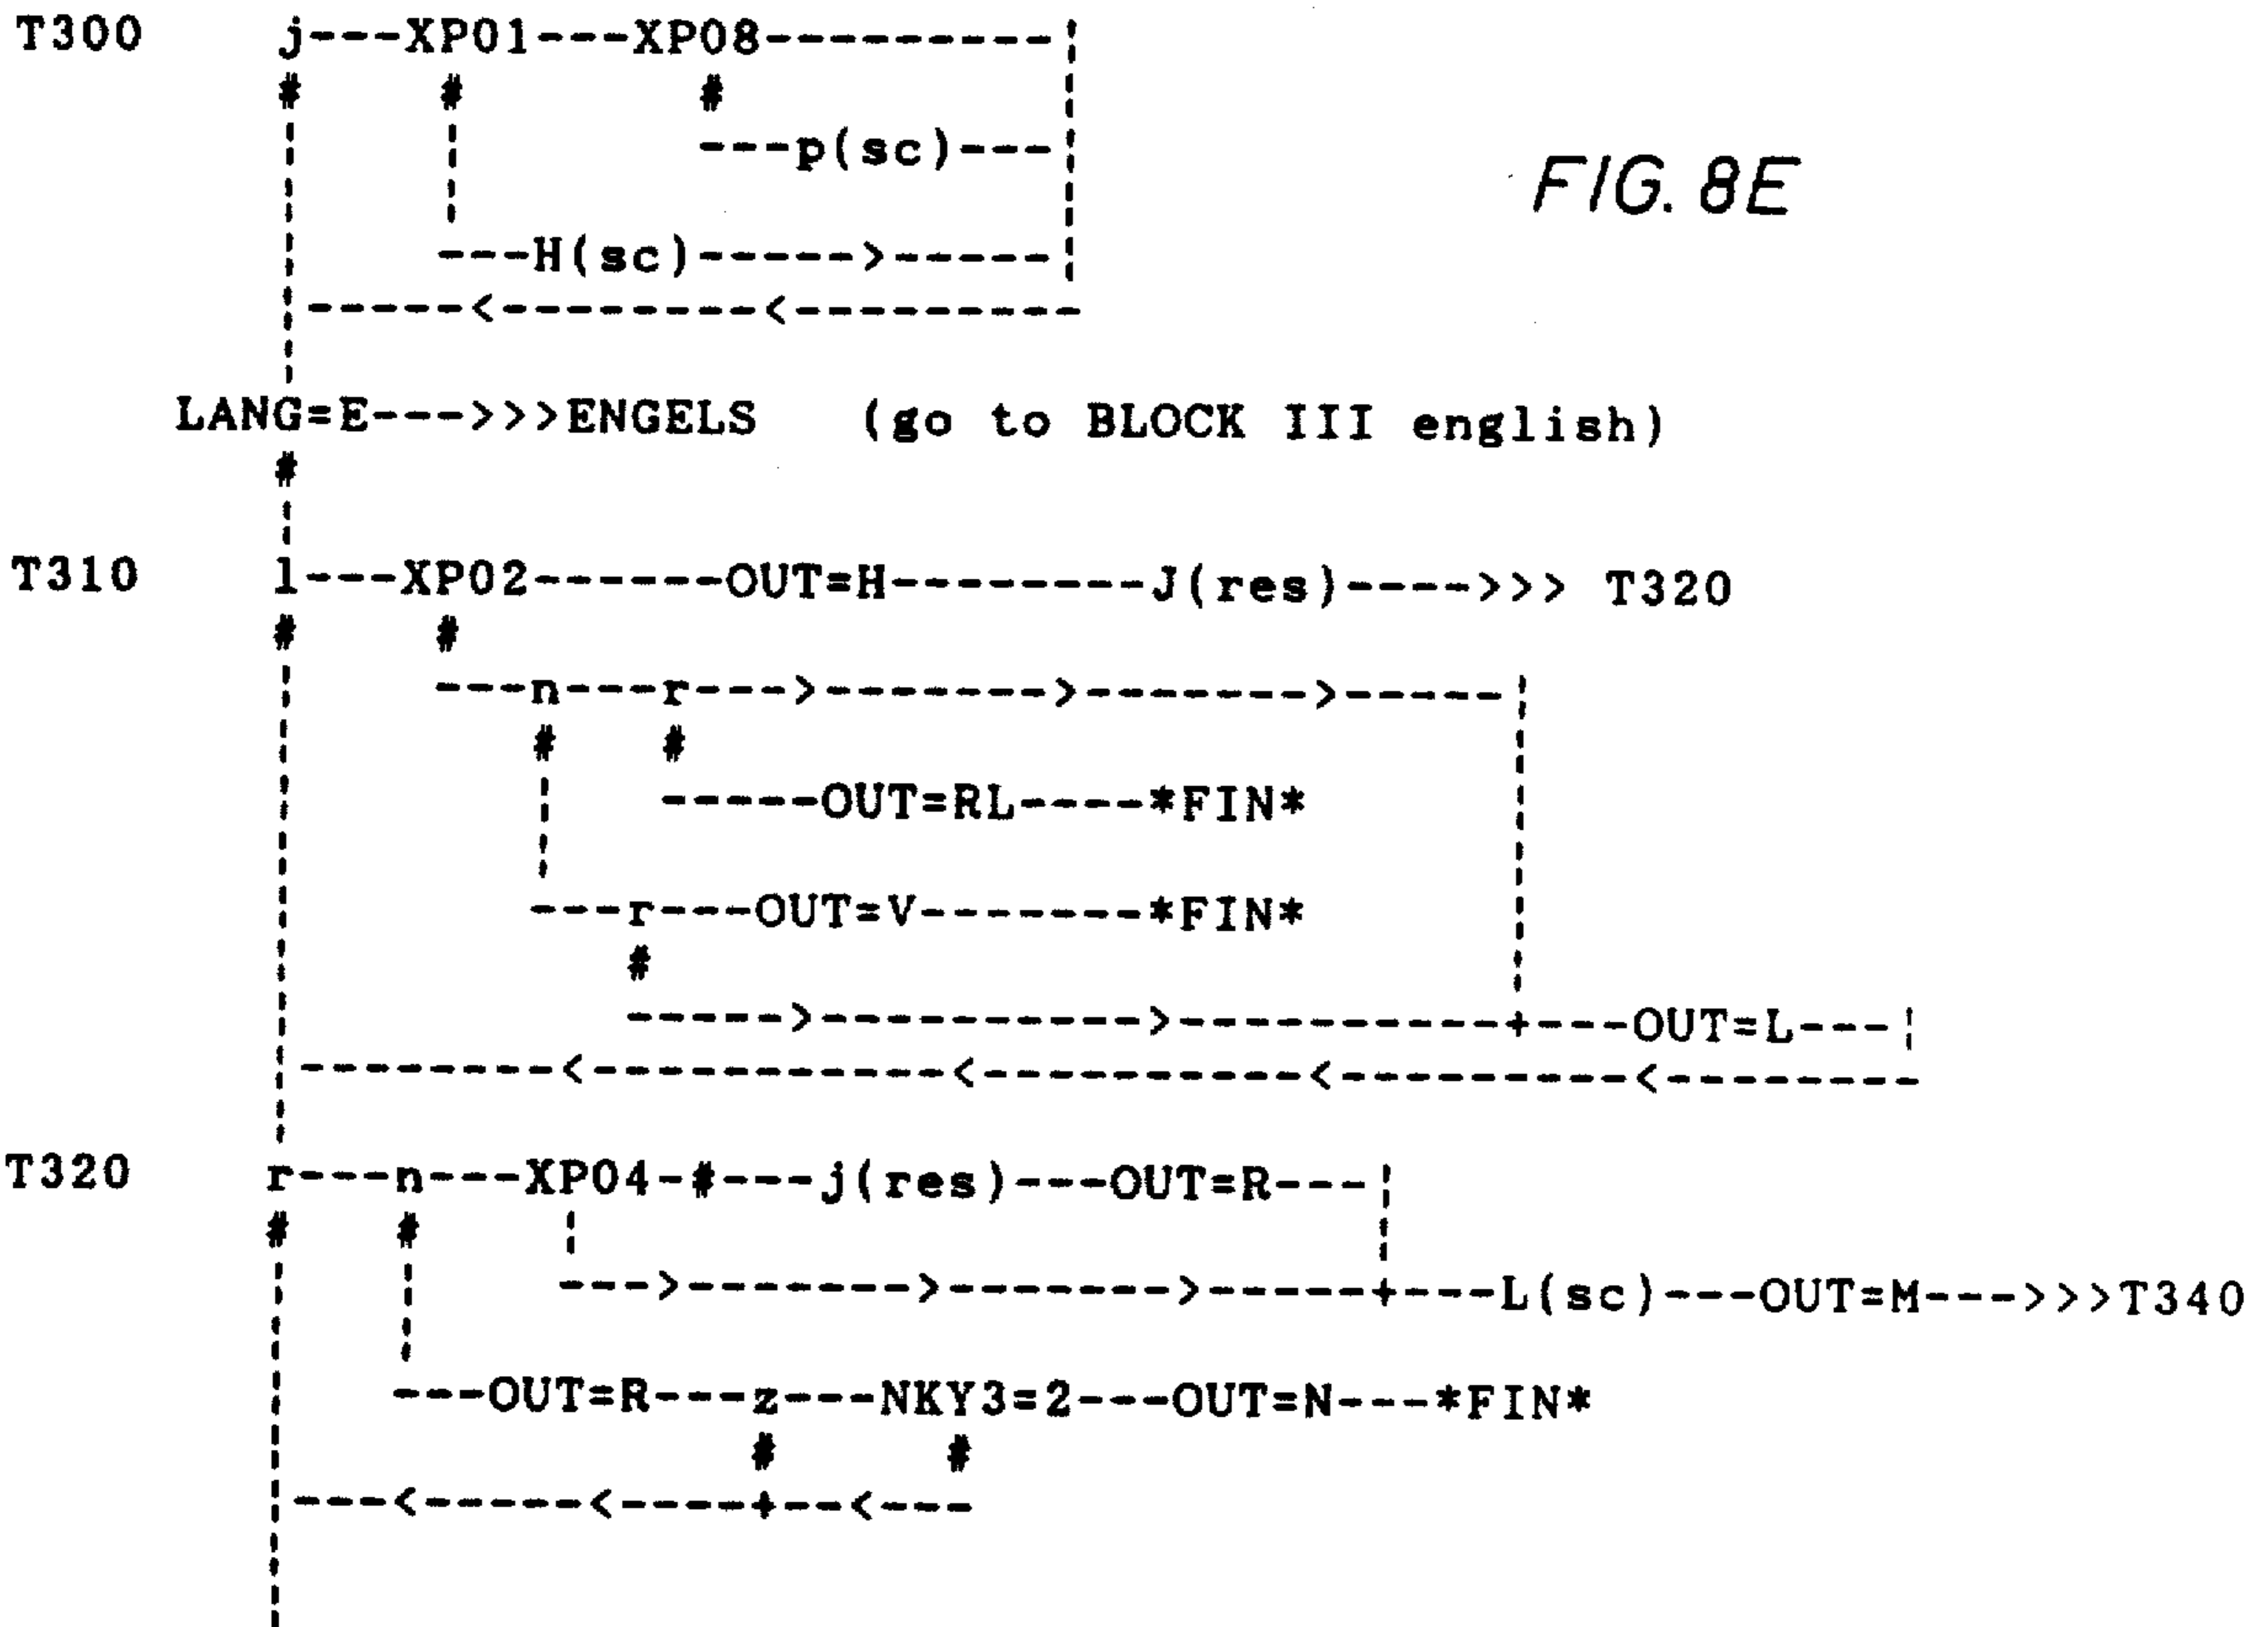 T300 j---XP01---XP08----------¦
# # #
---p(sc)---¦
FIG. 8E
---H(sc)------>------¦
¦-----<---------<----------
LANG=E--->>>ENGELS (go to BLOCK III english)
#
T310 l---XP02------OUT=H--------J(res)---->>> T320
# #
---n---r--->------->------->-----¦
# #
-----OUT=RL----*FIN*
---r---OUT=V-------*FIN*
#
----->---------->-----------+---OUT=L---¦
¦--------<-----------<----------<---------<--------
T320 r---n---XP04-#---j(res)---OUT=R---¦
# # ¦
--->------->------->-----+---L(sc)---OUT=M--->>>T340
---OUT=R---z---NKY3=2---OUT=N---*FIN*
# #
¦---<-----<----+--<---